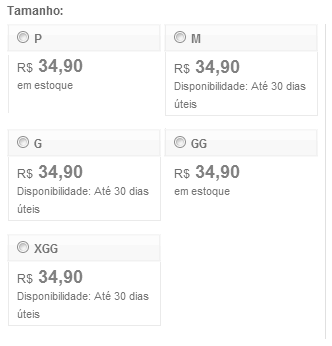 Tamanho:
P
R$ 34,90
em estoque
M
R$ 34,90
Disponibilidade: Até 30 dias
úteis
G
R$ 34,90
Disponibilidade: Até 30 dias
úteis
GG
R$ 34,90
em estoque
XGG
R$ 34,90
Disponibilidade: Até 30 dias
úteis